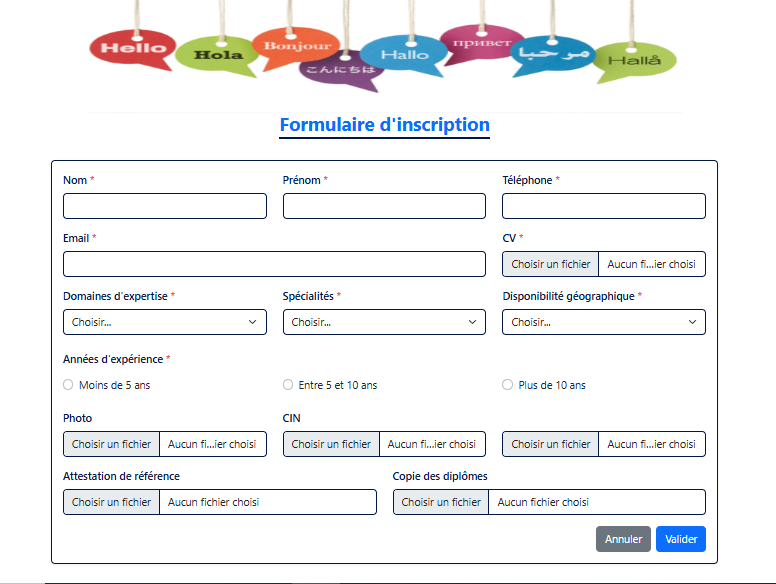 Hello
Hola
Bonjour
こんにちは
Hallo
привет
مرحبا
Hallå
Formulaire d'inscription
Nom * Prénom * Téléphone *
Email * CV *
Choisir un fichier Aucun fi...ier choisi
Domaines d'expertise * Spécialités * Disponibilité géographique *
Choisir... Choisir... Choisir...
Années d'expérience *
Moins de 5 ans Entre 5 et 10 ans Plus de 10 ans
Photo CIN
Choisir un fichier Aucun fi...ier choisi Choisir un fichier Aucun fi...ier choisi Choisir un fichier Aucun fi...ier choisi
Attestation de référence Copie des diplômes
Choisir un fichier Aucun fichier choisi Choisir un fichier Aucun fichier choisi
Annuler Valider